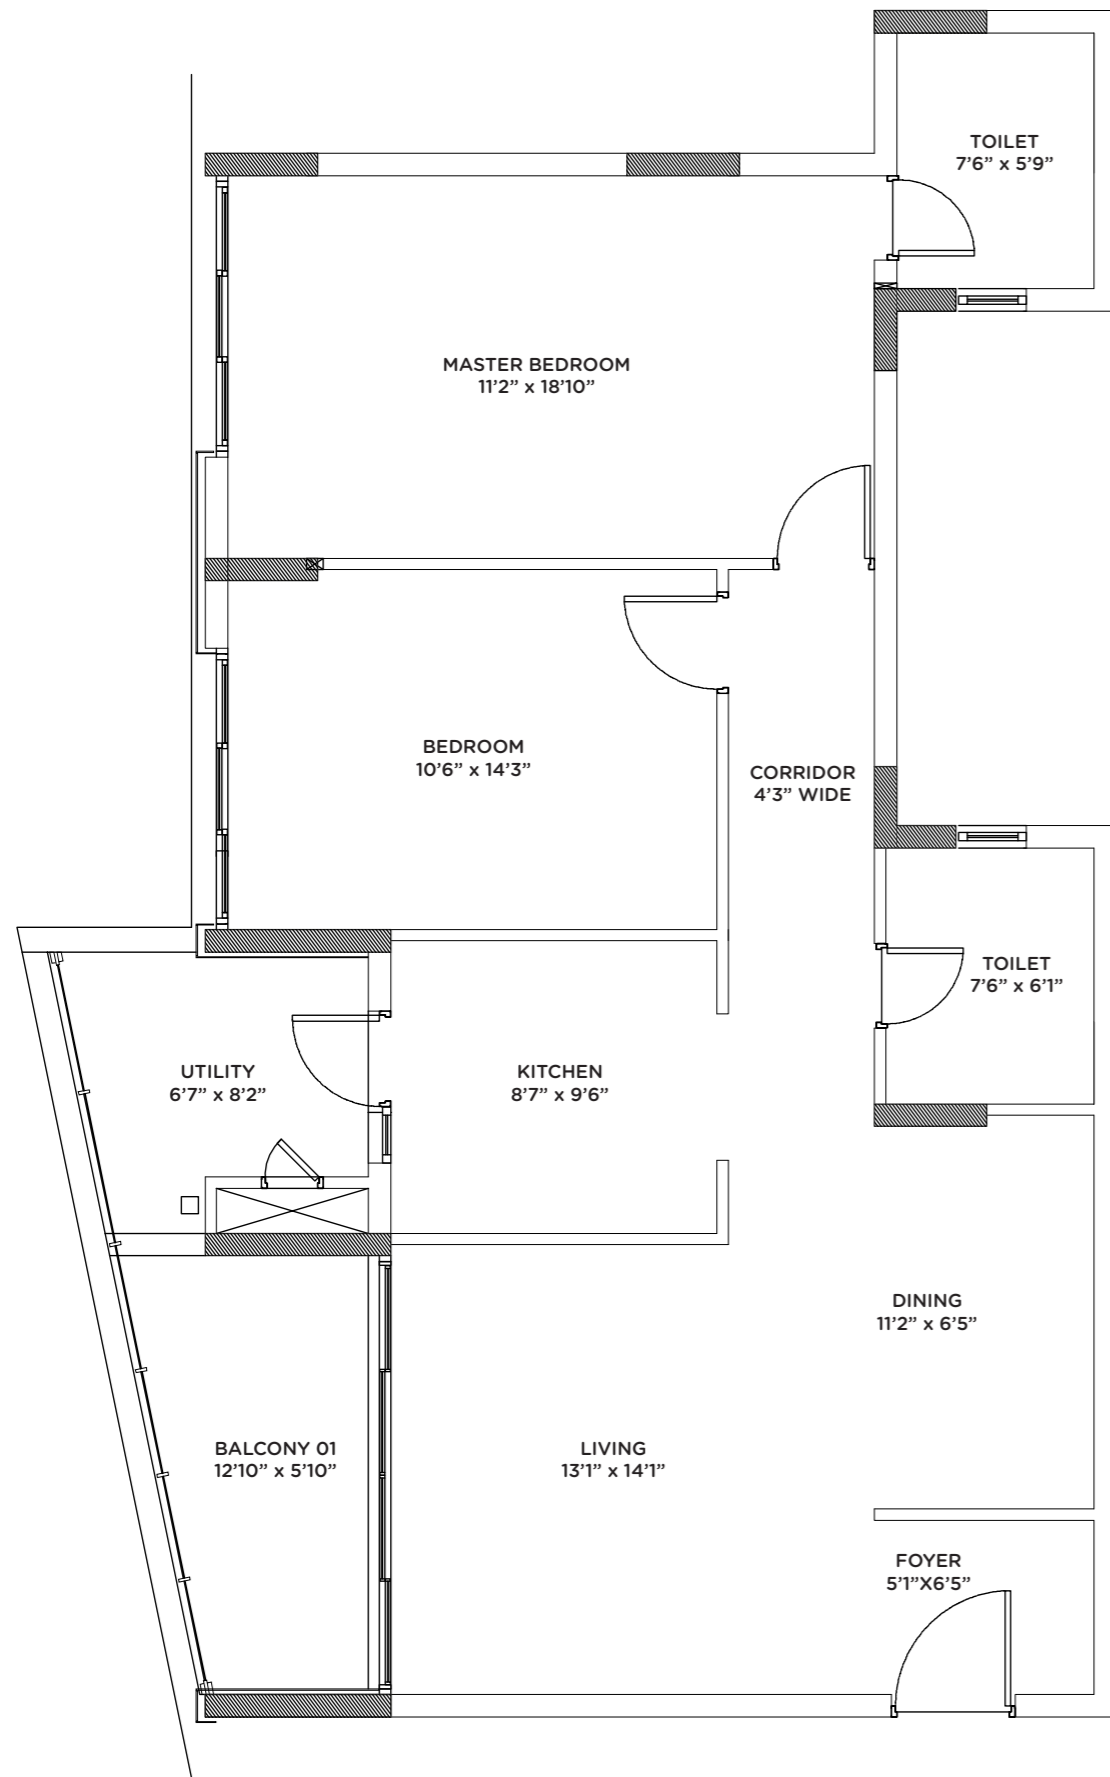 TOILET
7’6” x 5’9”
MASTER BEDROOM
11’2” x 18’10”
BEDROOM
10’6” x 14’3”
CORRIDOR
4’3” WIDE
TOILET
7’6” x 6’1”
UTILITY
6’7” x 8’2”
KITCHEN
8’7” x 9’6”
DINING
11’2” x 6’5”
BALCONY 01
12’10” x 5’10”
LIVING
13’1” x 14’1”
FOYER
5’1”X6’5”